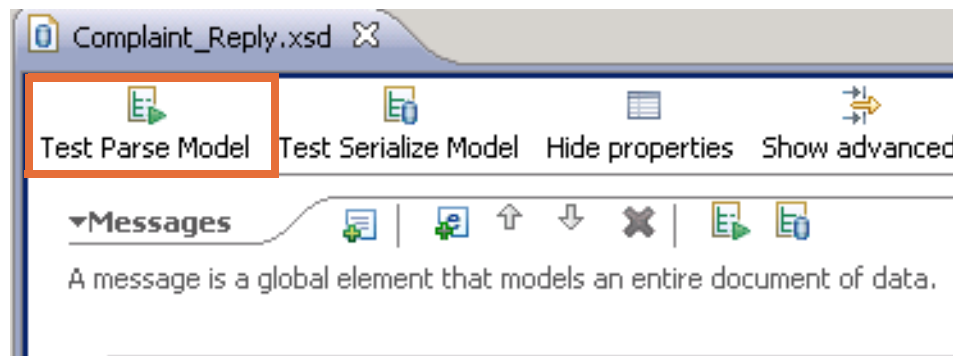 Complaint_Reply.xsd
Test Parse Model Test Serialize Model Hide properties Show advanced
Messages
A message is a global element that models an entire document of data.